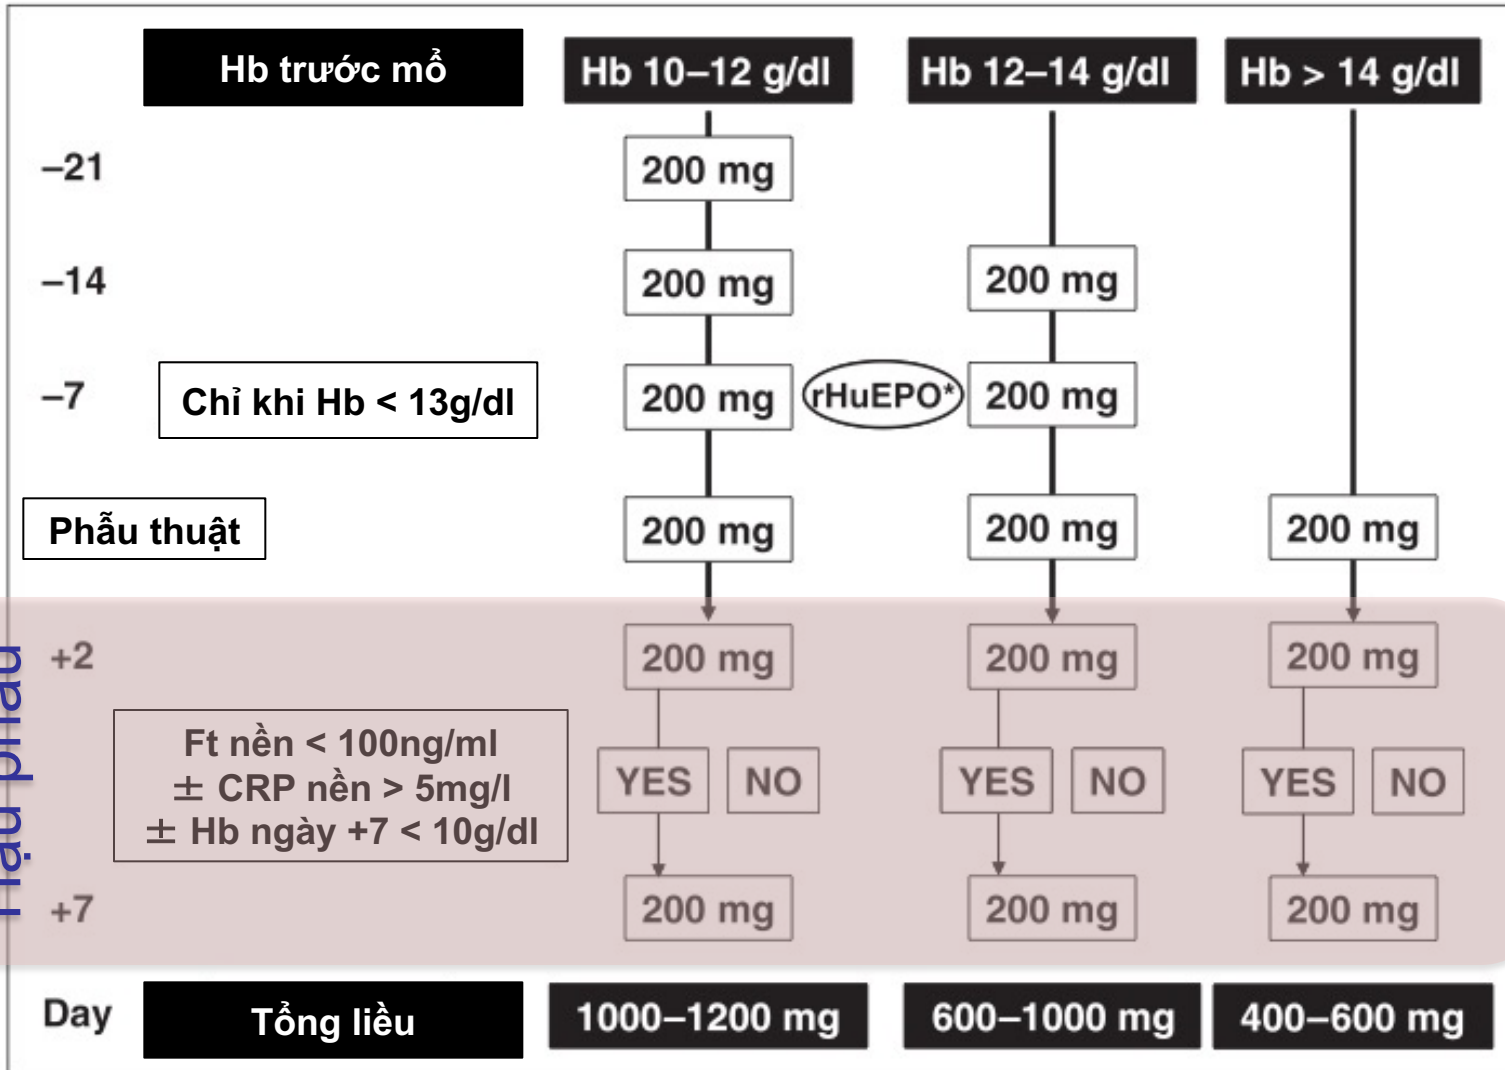 Hb trước mổ Hb 10–12 g/dl Hb 12–14 g/dl Hb > 14 g/dl
–21 200 mg
–14 200 mg 200 mg
–7 Chỉ khi Hb < 13g/dl 200 mg rHuEPO* 200 mg
Phẫu thuật 200 mg 200 mg 200 mg
+2 200 mg 200 mg 200 mg
Ft nền < 100ng/ml
± CRP nền > 5mg/l YES NO YES NO YES NO
± Hb ngày +7 < 10g/dl
+7 200 mg 200 mg 200 mg
Day Tổng liều 1000–1200 mg 600–1000 mg 400–600 mg